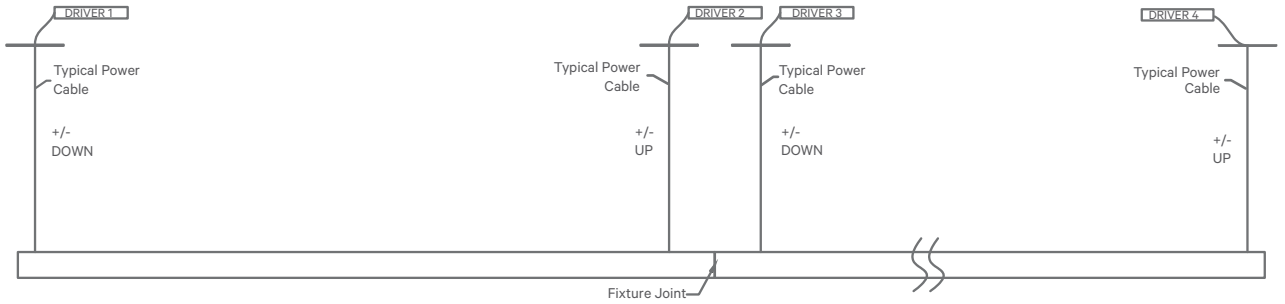 DRIVER 1
DRIVER 2
DRIVER 3
DRIVER 4
Typical Power
Cable
Typical Power
Cable
Typical Power
Cable
Typical Power
Cable
+/-
DOWN
+/-
UP
+/-
DOWN
+/-
UP
Fixture Joint